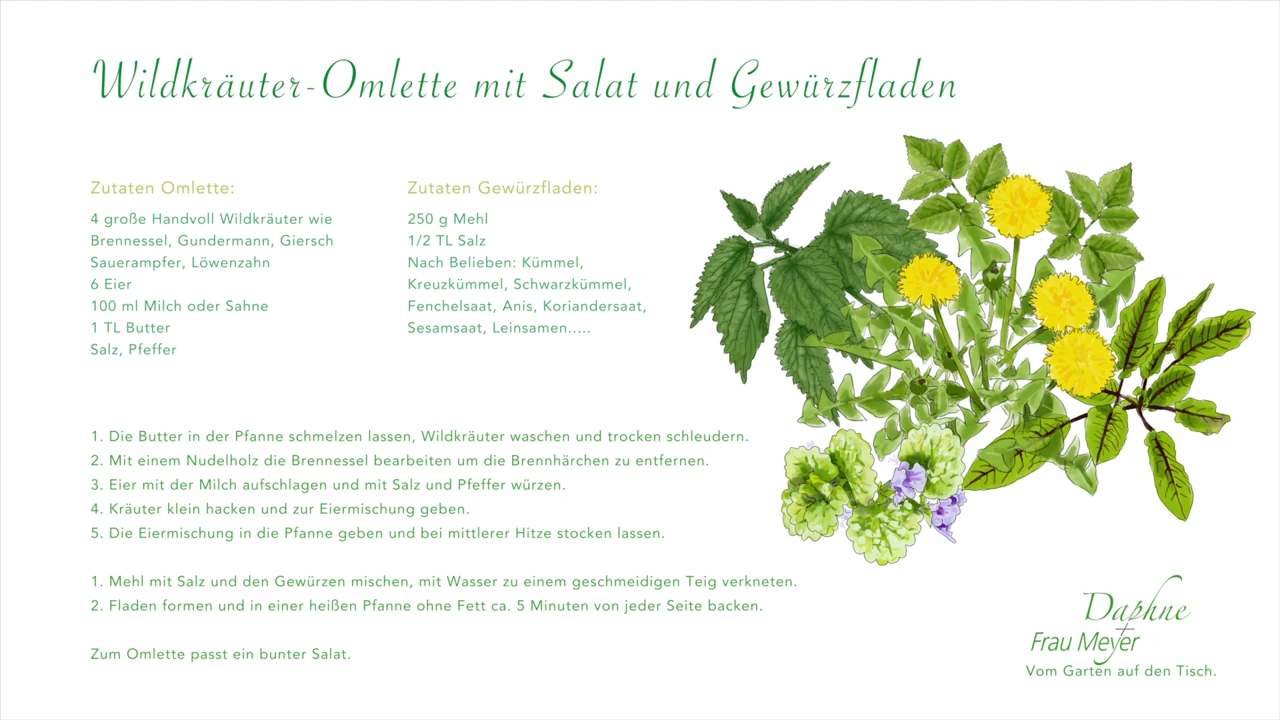 Wildkräuter-Omlette mit Salat und Gewürzfladen
Zutaten Omlette:
4 große Handvoll Wildkräuter wie
Brennessel, Gundermann, Giersch
Sauerampfer, Löwenzahn
6 Eier
100 ml Milch oder Sahne
1 TL Butter
Salz, Pfeffer
Zutaten Gewürzfladen:
250 g Mehl
1/2 TL Salz
Nach Belieben: Kümmel,
Kreuzkümmel, Schwarzkümmel,
Fenchelsaat, Anis, Koriandersaat,
Sesamsaat, Leinsamen.....
1. Die Butter in der Pfanne schmelzen lassen, Wildkräuter waschen und trocken schleudern.
2. Mit einem Nudelholz die Brennessel bearbeiten um die Brennhärchen zu entfernen.
3. Eier mit der Milch aufschlagen und mit Salz und Pfeffer würzen.
4. Kräuter klein hacken und zur Eiermischung geben.
5. Die Eiermischung in die Pfanne geben und bei mittlerer Hitze stocken lassen.
1. Mehl mit Salz und den Gewürzen mischen, mit Wasser zu einem geschmeidigen Teig verkneten.
2. Fladen formen und in einer heißen Pfanne ohne Fett ca. 5 Minuten von jeder Seite backen.
Zum Omlette passt ein bunter Salat.
Daphne
+
Frau Meyer
Vom Garten auf den Tisch.